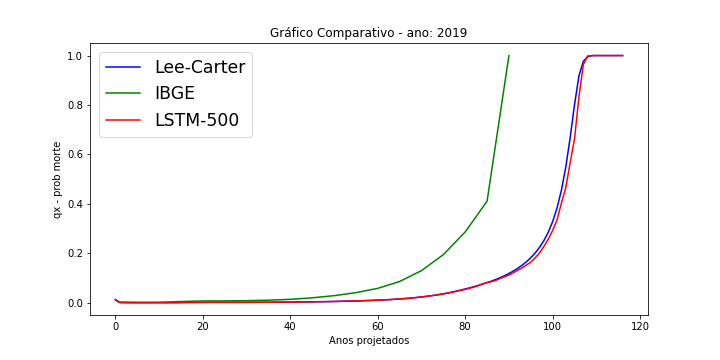 Gráfico Comparativo - ano: 2019
Lee-Carter
IBGE
LSTM-500
qx - prob morte
1.0
0.8
0.6
0.4
0.2
0.0
0
20
40
60
80
100
120
Anos projetados